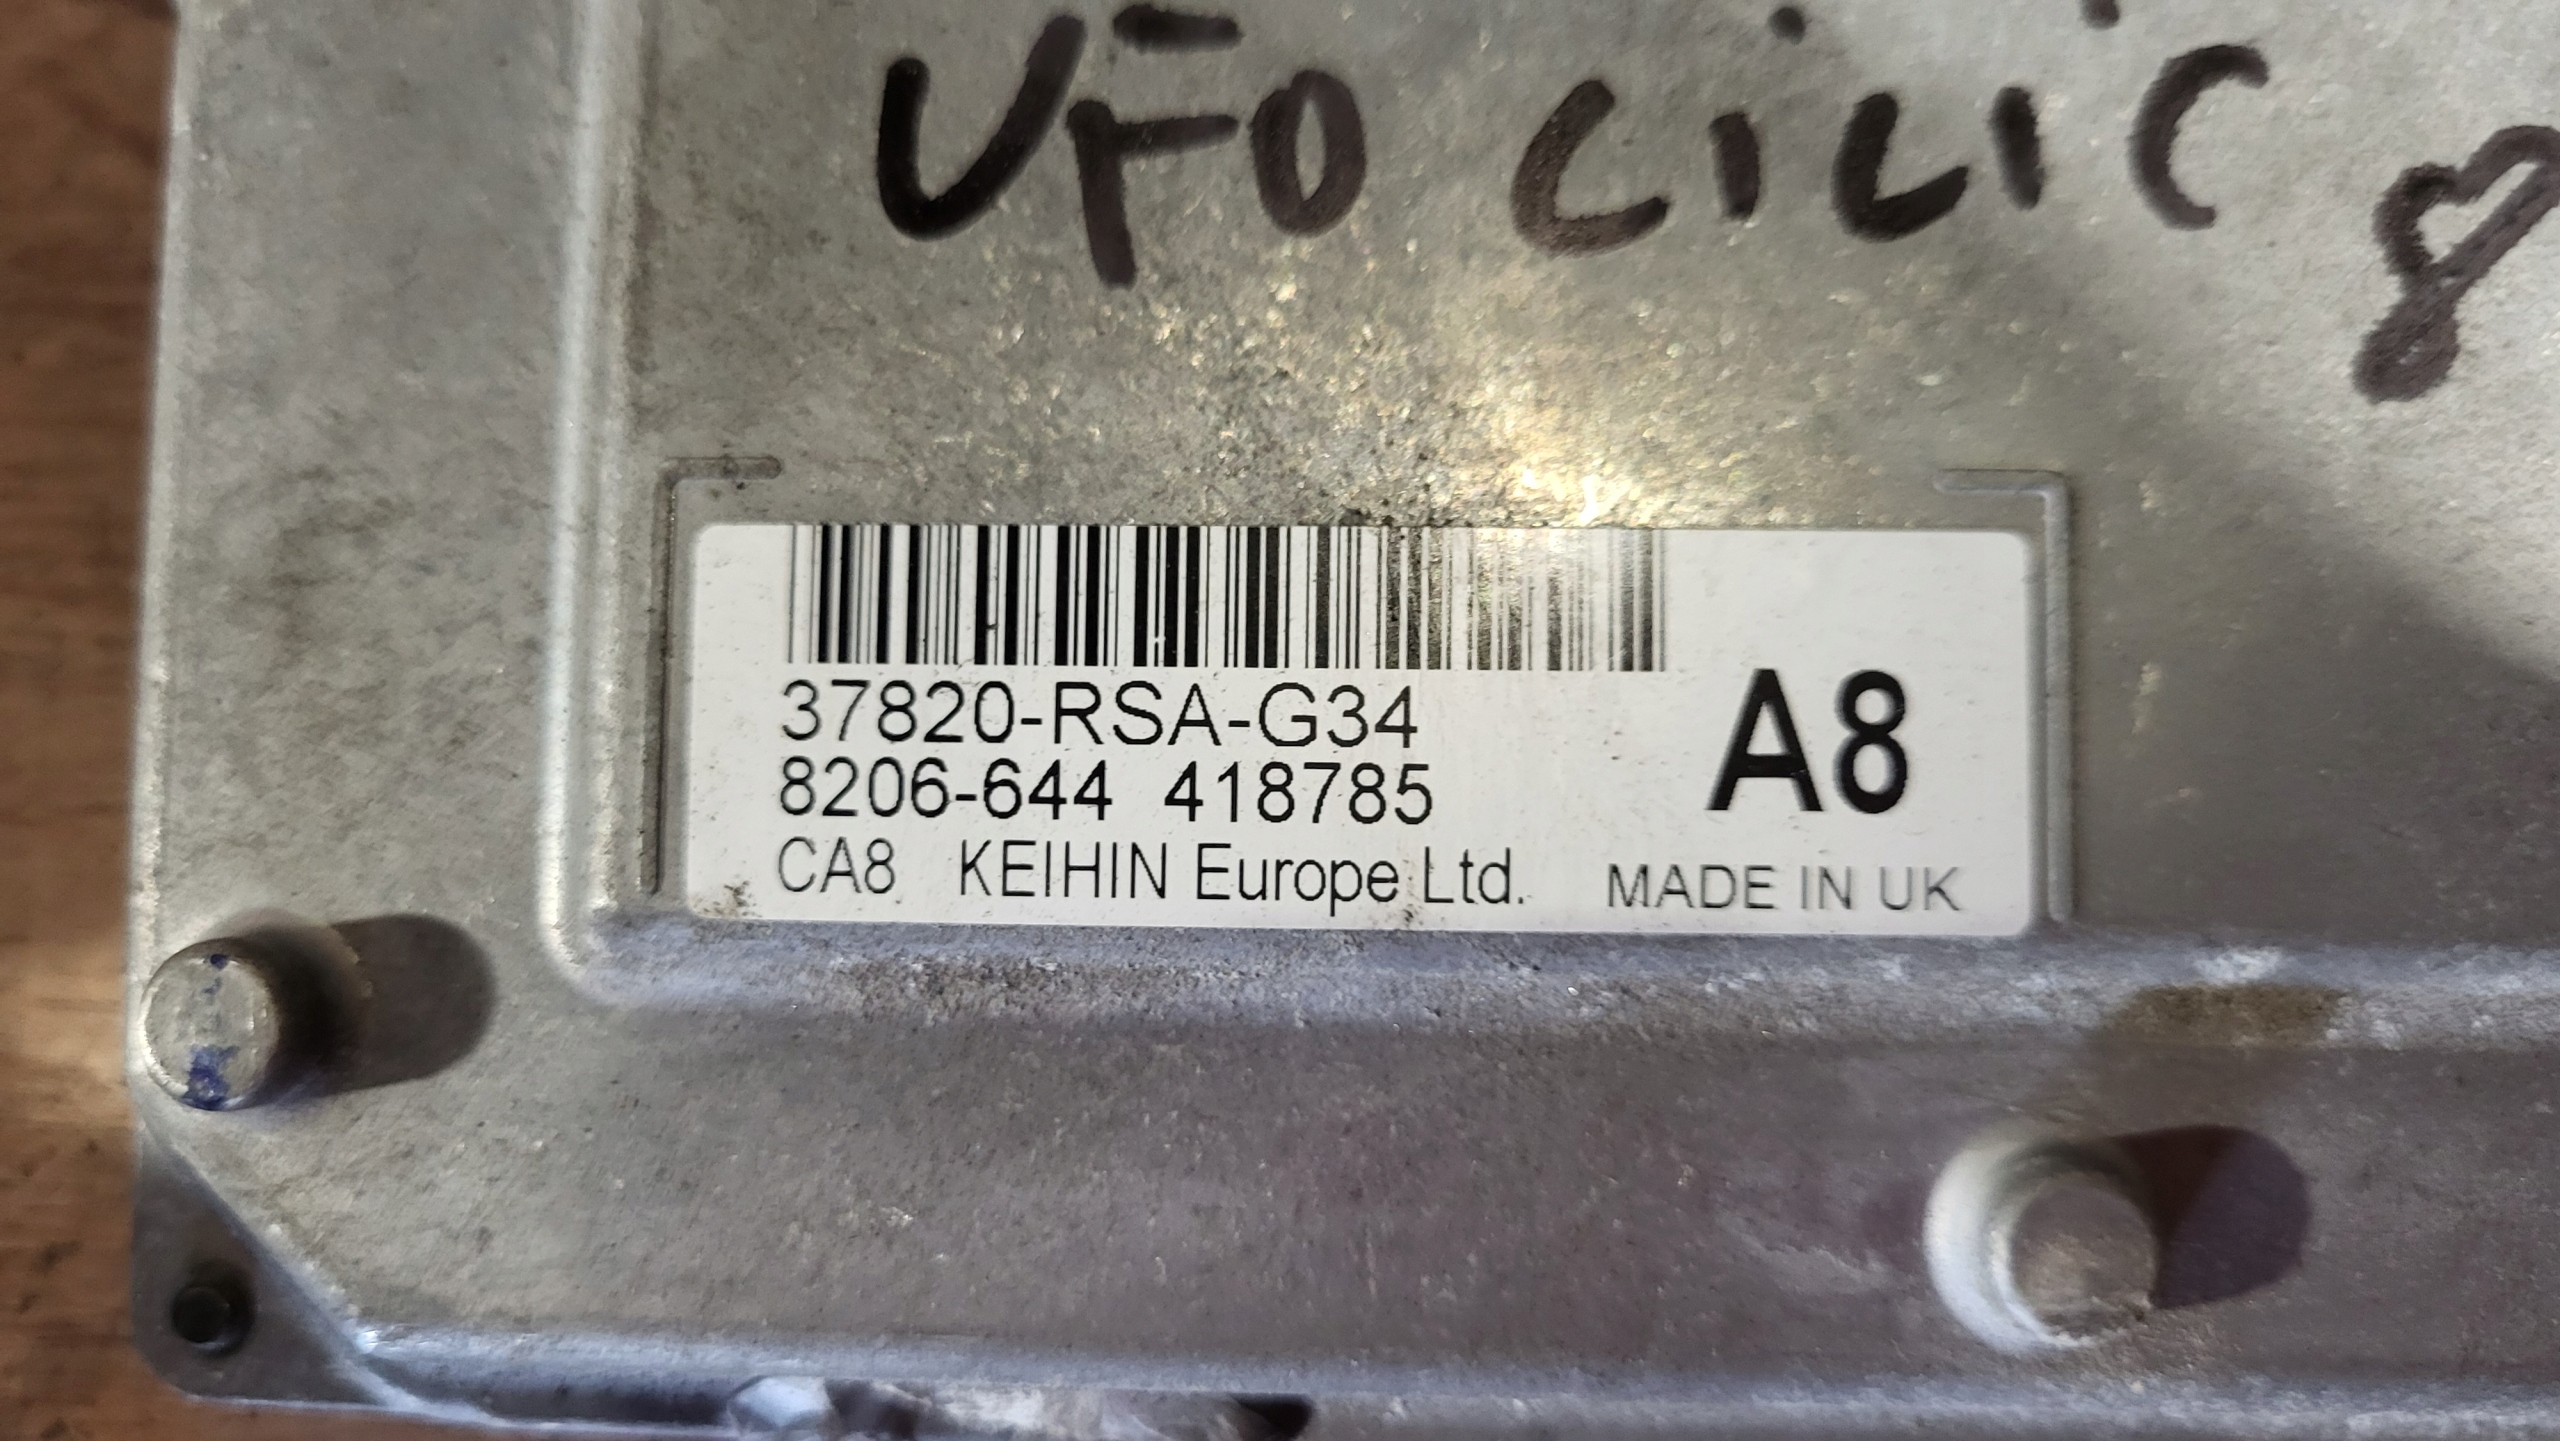 UFO CiViC 8
37820-RSA-G34
8206-644 418785
A8
CA8 KEIHIN Europe Ltd. MADE IN UK